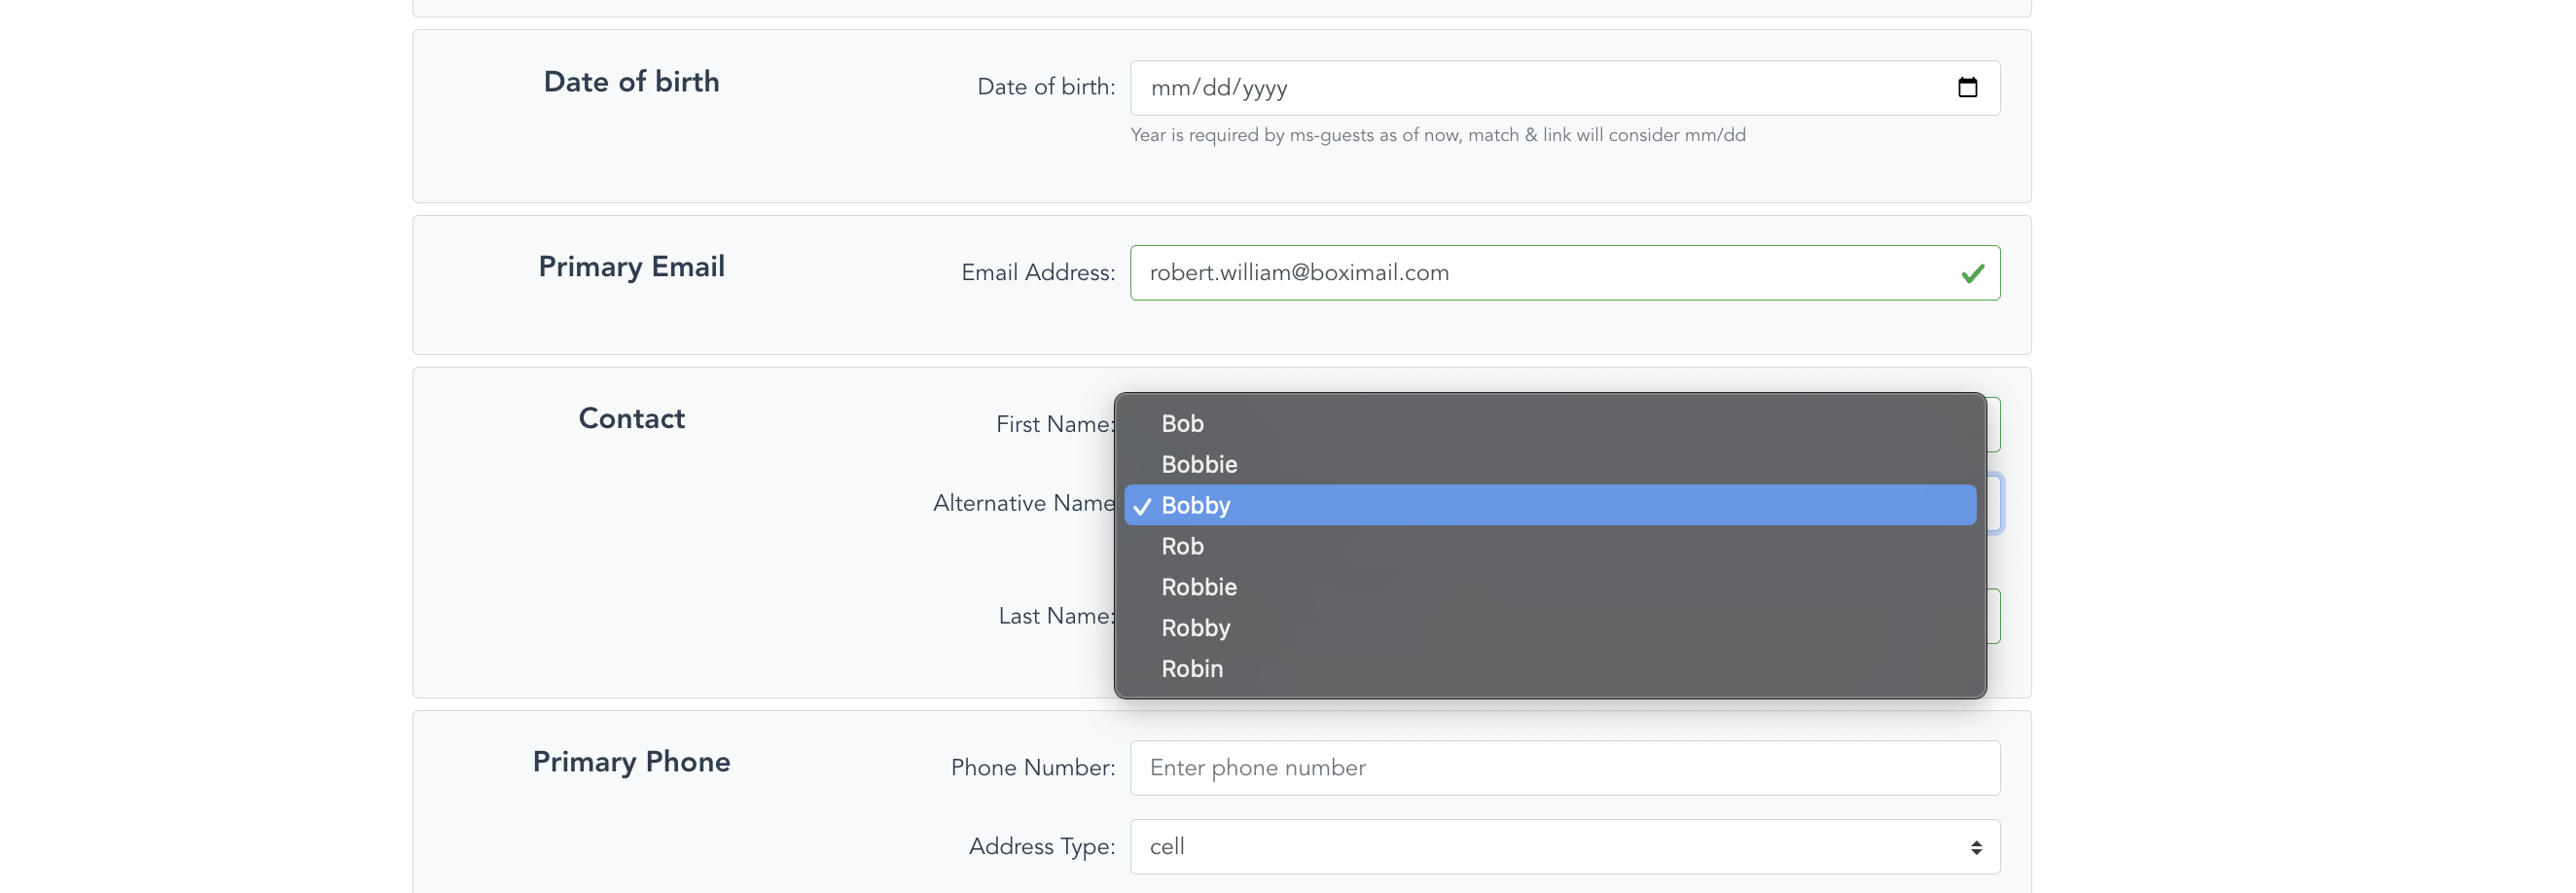 Date of birth
Date of birth:
mm/dd/yyyy
Year is required by ms-guests as of now, match & link will consider mm/dd
Primary Email
Email Address:
robert.william@boximail.com
Contact
First Name:
Bob
Bobbie
Alternative Name
Bobby
Rob
Robbie
Last Name:
Robby
Robin
Primary Phone
Phone Number:
Enter phone number
Address Type:
cell